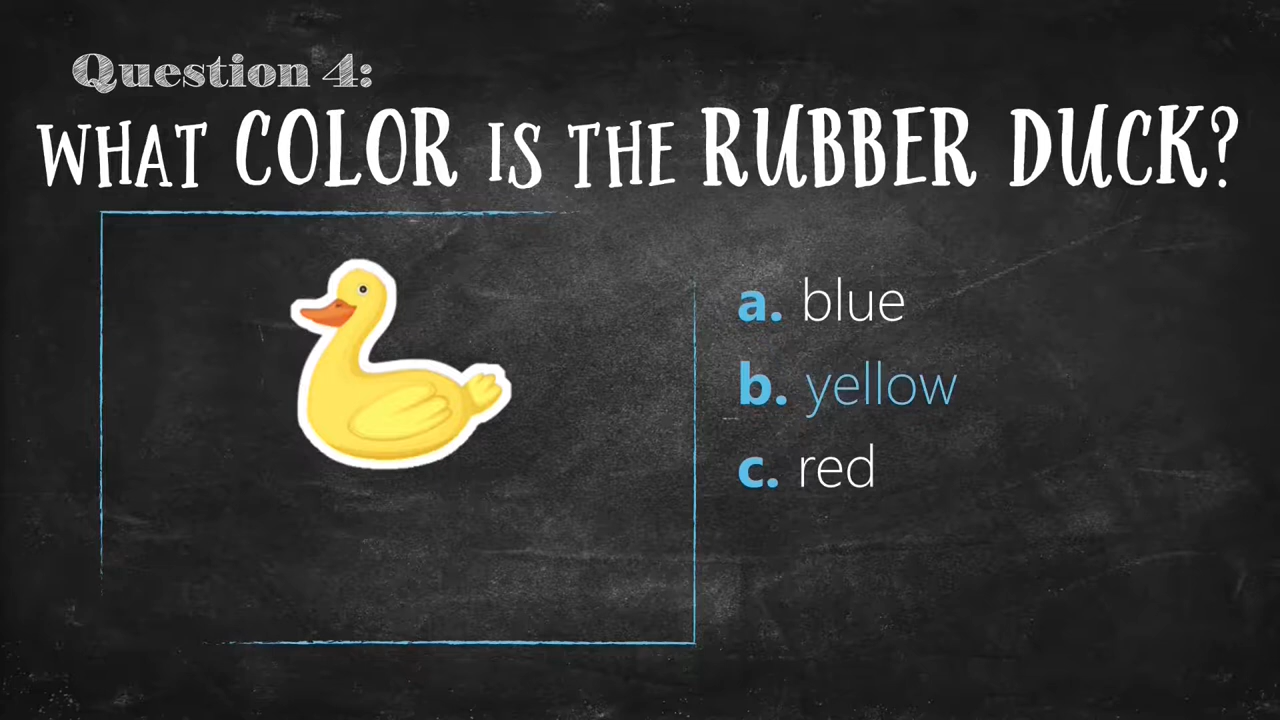 Question 4:
WHAT COLOR IS THE RUBBER DUCK?
a. blue
b. yellow
c. red